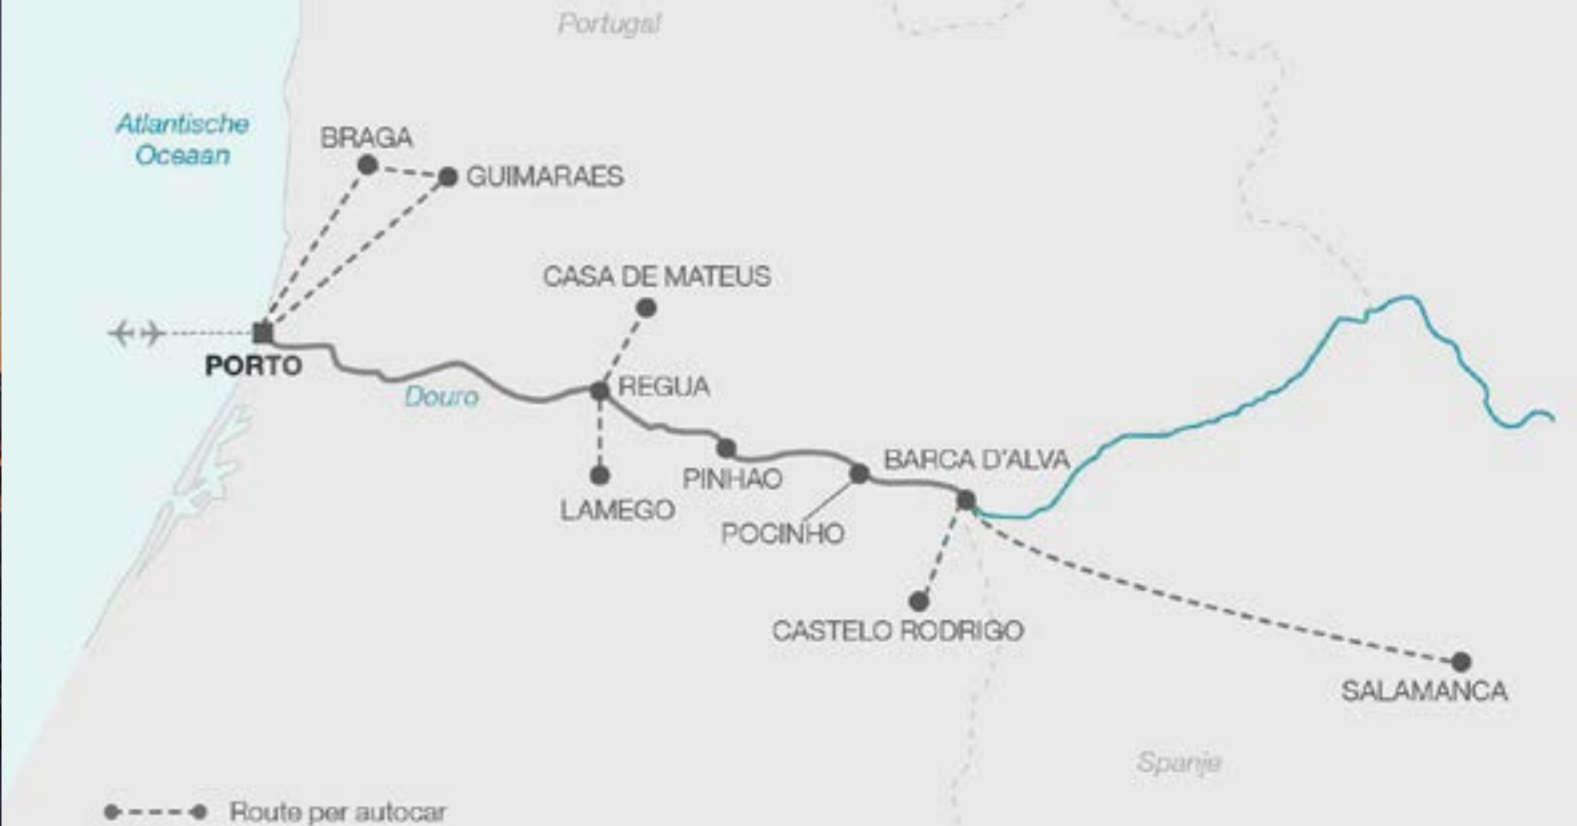 Portugal
Atlantische
Oceaan
BRAGA
GUIMARAES
CASA DE MATEUS
PORTO
Douro
REGUA
LAMEGO
PINHAO
BARCA D'ALVA
POCINHO
CASTELO RODRIGO
SALAMANCA
Spanje
Route per autocar